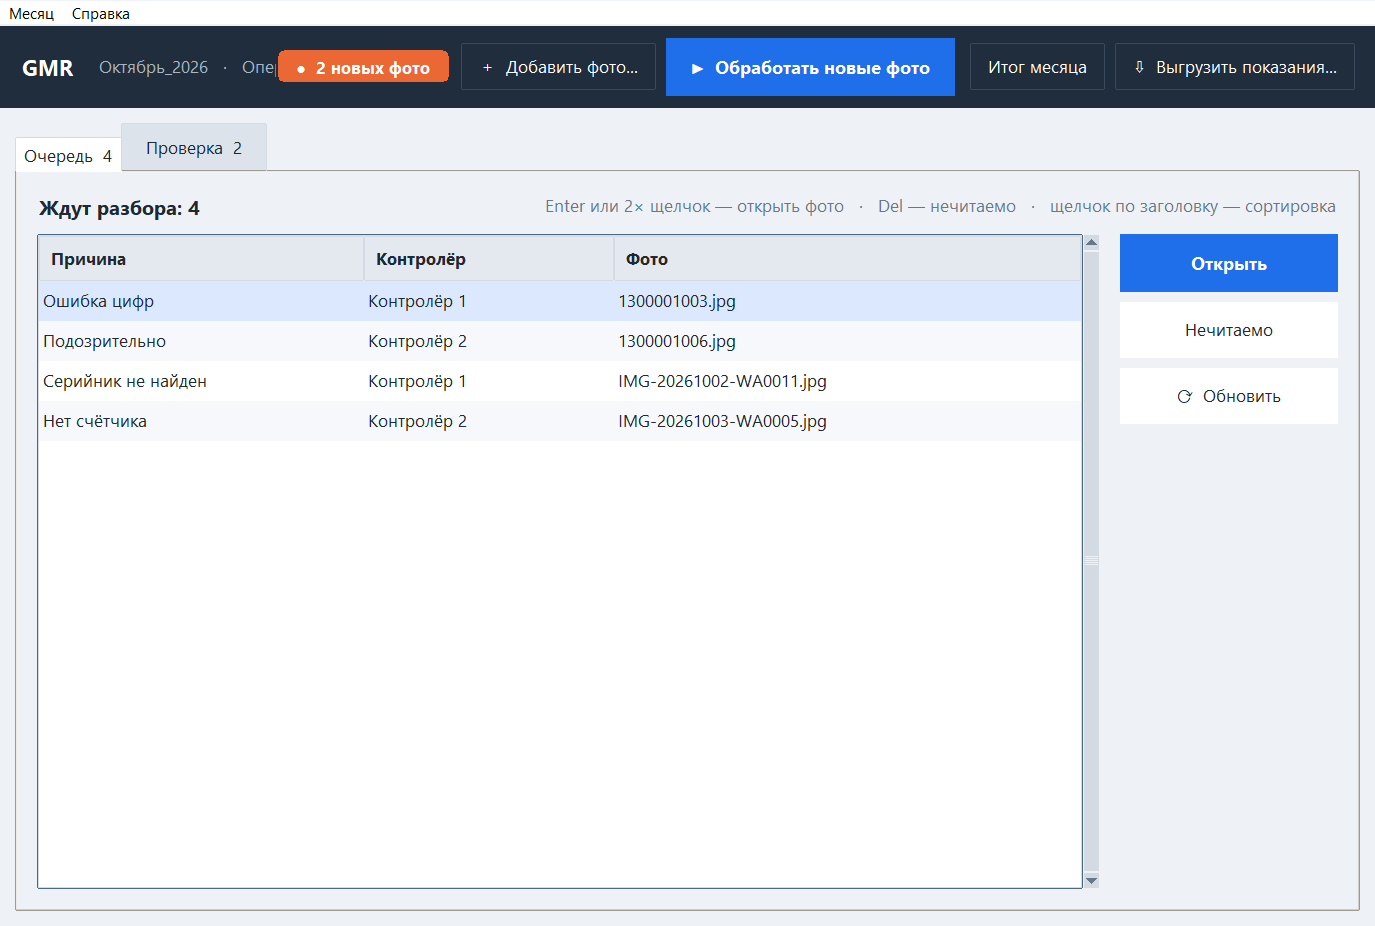 Месяц Справка
GMR Октябрь_2026 · Опе ● 2 новых фото + Добавить фото... ► Обработать новые фото Итог месяца ⇩ Выгрузить показания...
Очередь 4 Проверка 2
Ждут разбора: 4 Enter или 2× щелчок — открыть фото · Del — нечитаемо · щелчок по заголовку — сортировка
Причина Контролёр Фото
Ошибка цифр Контролёр 1 1300001003.jpg
Подозрительно Контролёр 2 1300001006.jpg
Серийник не найден Контролёр 1 IMG-20261002-WA0011.jpg
Нет счётчика Контролёр 2 IMG-20261003-WA0005.jpg
Открыть
Нечитаемо
⟳ Обновить